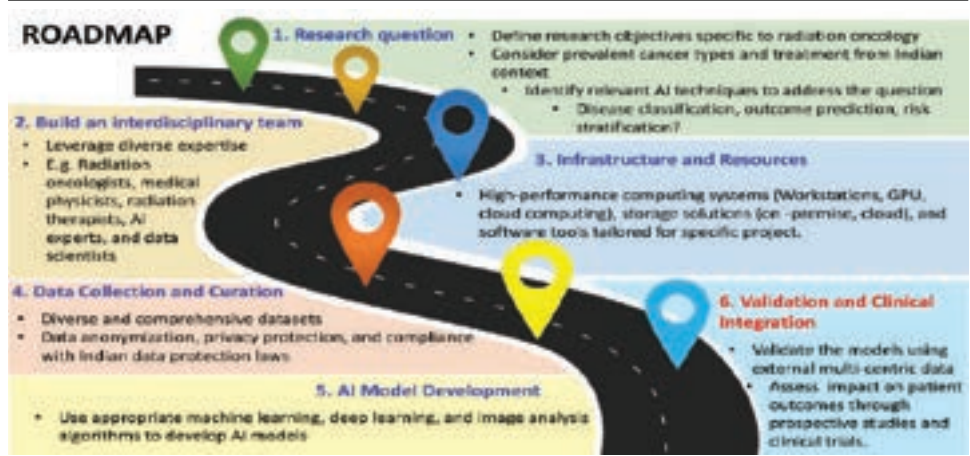 ROADMAP
1. Research question
• Define research objectives specific to radiation oncology
• Consider prevalent cancer types and treatment from Indian
context
• Identify relevant AI techniques to address the question
• Disease classification, outcome prediction, risk
stratification?
2. Build an interdisciplinary team
• Leverage diverse expertise
• E.g. Radiation
oncologists, medical
physicists, radiation
therapists, AI
experts, and data
scientists
3. Infrastructure and Resources
• High-performance computing systems (Workstations, GPU,
cloud computing), storage solutions (on -permise, cloud), and
software tools tailored for specific project.
4. Data Collection and Curation
• Diverse and comprehensive datasets
• Data anonymization, privacy protection, and compliance
with Indian data protection laws
5. AI Model Development
• Use appropriate machine learning, deep learning, and image analysis
algorithms to develop AI models
6. Validation and Clinical
Integration
• Validate the models using
external multi-centric data
• Assess impact on patient
outcomes through
prospective studies and
clinical trials.